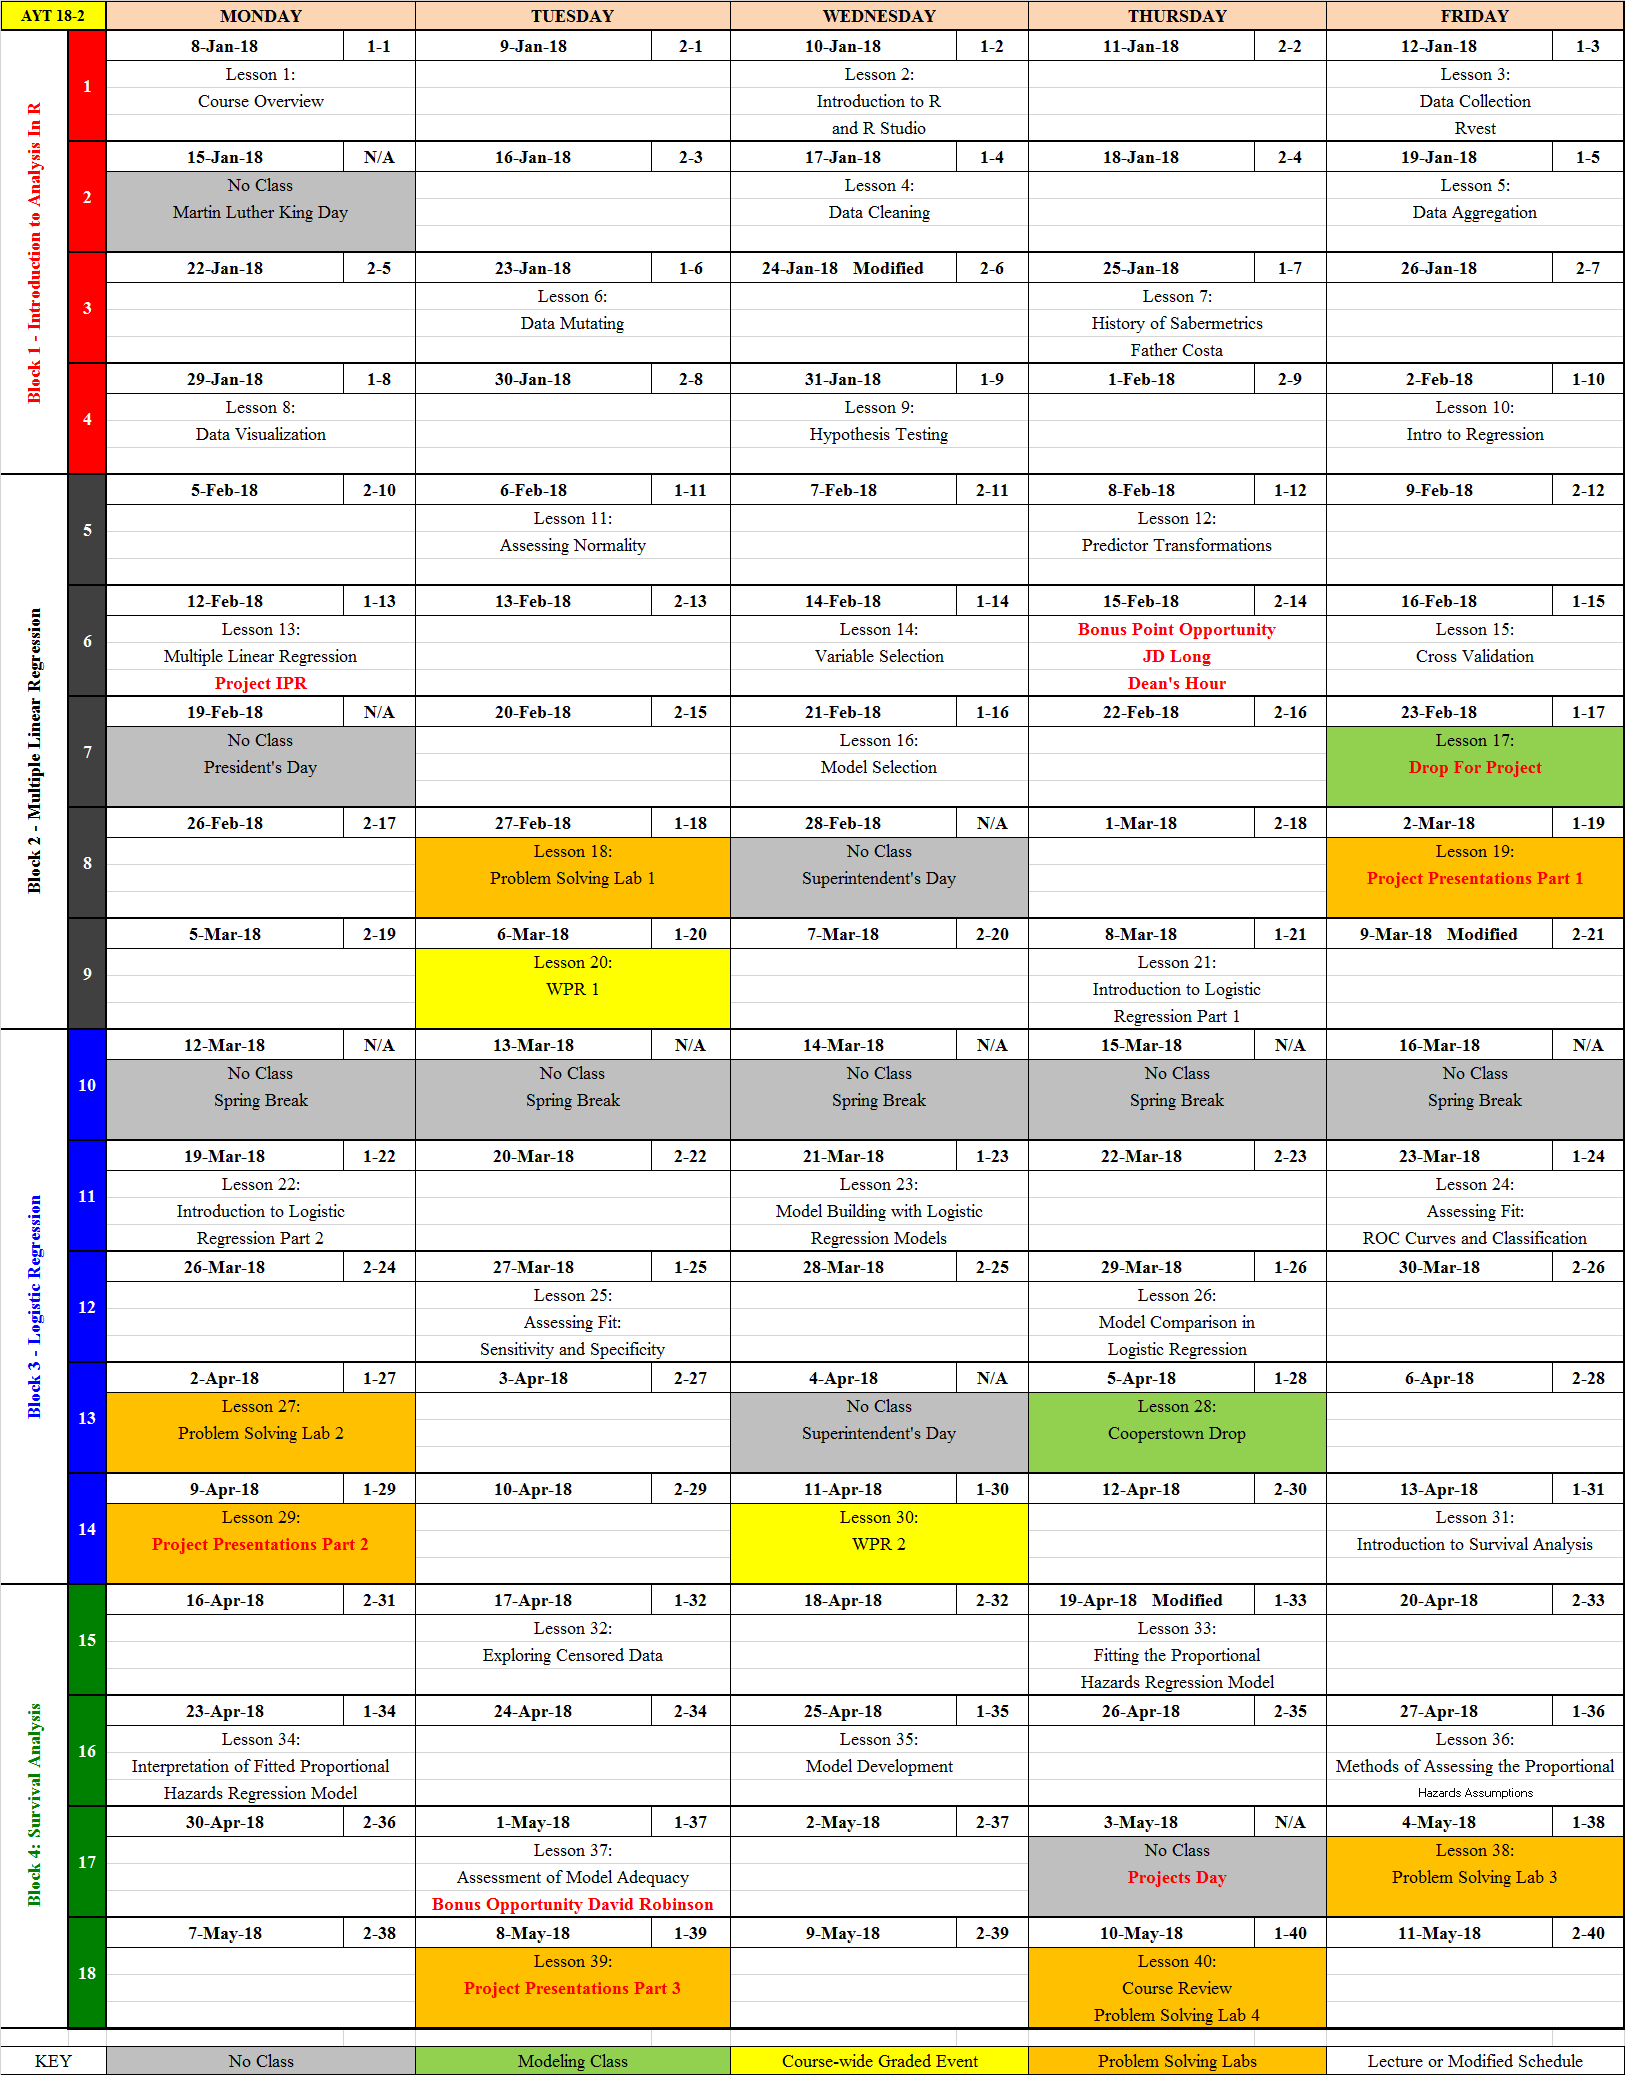 AYT 18-2 MONDAY TUESDAY WEDNESDAY THURSDAY FRIDAY
Block 1 - Introduction to Analysis In R
1
8-Jan-18 1-1 9-Jan-18 2-1 10-Jan-18 1-2 11-Jan-18 2-2 12-Jan-18 1-3
Lesson 1: Lesson 2: Lesson 3:
Course Overview Introduction to R Data Collection
and R Studio Rvest
2
15-Jan-18 N/A 16-Jan-18 2-3 17-Jan-18 1-4 18-Jan-18 2-4 19-Jan-18 1-5
No Class Lesson 4: Lesson 5:
Martin Luther King Day Data Cleaning Data Aggregation
3
22-Jan-18 2-5 23-Jan-18 1-6 24-Jan-18 Modified 2-6 25-Jan-18 1-7 26-Jan-18 2-7
Lesson 6: Lesson 7:
Data Mutating History of Sabermetrics
Father Costa
4
29-Jan-18 1-8 30-Jan-18 2-8 31-Jan-18 1-9 1-Feb-18 2-9 2-Feb-18 1-10
Lesson 8: Lesson 9: Lesson 10:
Data Visualization Hypothesis Testing Intro to Regression
Block 2 - Multiple Linear Regression
5
5-Feb-18 2-10 6-Feb-18 1-11 7-Feb-18 2-11 8-Feb-18 1-12 9-Feb-18 2-12
Lesson 11: Lesson 12:
Assessing Normality Predictor Transformations
6
12-Feb-18 1-13 13-Feb-18 2-13 14-Feb-18 1-14 15-Feb-18 2-14 16-Feb-18 1-15
Lesson 13: Lesson 14: Bonus Point Opportunity Lesson 15:
Multiple Linear Regression Variable Selection JD Long Cross Validation
Project IPR Dean's Hour
7
19-Feb-18 N/A 20-Feb-18 2-15 21-Feb-18 1-16 22-Feb-18 2-16 23-Feb-18 1-17
No Class Lesson 16: Lesson 17:
President's Day Model Selection Drop For Project
8
26-Feb-18 2-17 27-Feb-18 1-18 28-Feb-18 N/A 1-Mar-18 2-18 2-Mar-18 1-19
Lesson 18: No Class Lesson 19:
Problem Solving Lab 1 Superintendent's Day Project Presentations Part 1
9
5-Mar-18 2-19 6-Mar-18 1-20 7-Mar-18 2-20 8-Mar-18 1-21 9-Mar-18 Modified 2-21
Lesson 20: Lesson 21:
WPR 1 Introduction to Logistic
Regression Part 1
Block 3 - Logistic Regression
10
12-Mar-18 N/A 13-Mar-18 N/A 14-Mar-18 N/A 15-Mar-18 N/A 16-Mar-18 N/A
No Class No Class No Class No Class No Class
Spring Break Spring Break Spring Break Spring Break Spring Break
11
19-Mar-18 1-22 20-Mar-18 2-22 21-Mar-18 1-23 22-Mar-18 2-23 23-Mar-18 1-24
Lesson 22: Lesson 23: Lesson 24:
Introduction to Logistic Model Building with Logistic Assessing Fit:
Regression Part 2 Regression Models ROC Curves and Classification
12
26-Mar-18 2-24 27-Mar-18 1-25 28-Mar-18 2-25 29-Mar-18 1-26 30-Mar-18 2-26
Lesson 25: Lesson 26:
Assessing Fit: Model Comparison in
Sensitivity and Specificity Logistic Regression
13
2-Apr-18 1-27 3-Apr-18 2-27 4-Apr-18 N/A 5-Apr-18 1-28 6-Apr-18 2-28
Lesson 27: No Class Lesson 28:
Problem Solving Lab 2 Superintendent's Day Cooperstown Drop
14
9-Apr-18 1-29 10-Apr-18 2-29 11-Apr-18 1-30 12-Apr-18 2-30 13-Apr-18 1-31
Lesson 29: Lesson 30: Lesson 31:
Project Presentations Part 2 WPR 2 Introduction to Survival Analysis
Block 4: Survival Analysis
15
16-Apr-18 2-31 17-Apr-18 1-32 18-Apr-18 2-32 19-Apr-18 Modified 1-33 20-Apr-18 2-33
Lesson 32: Lesson 33:
Exploring Censored Data Fitting the Proportional
Hazards Regression Model
16
23-Apr-18 1-34 24-Apr-18 2-34 25-Apr-18 1-35 26-Apr-18 2-35 27-Apr-18 1-36
Lesson 34: Lesson 35: Lesson 36:
Interpretation of Fitted Proportional Model Development Methods of Assessing the Proportional
Hazards Regression Model Hazards Assumptions
17
30-Apr-18 2-36 1-May-18 1-37 2-May-18 2-37 3-May-18 N/A 4-May-18 1-38
Lesson 37: No Class Lesson 38:
Assessment of Model Adequacy Projects Day Problem Solving Lab 3
Bonus Opportunity David Robinson
18
7-May-18 2-38 8-May-18 1-39 9-May-18 2-39 10-May-18 1-40 11-May-18 2-40
Lesson 39: Lesson 40:
Project Presentations Part 3 Course Review
Problem Solving Lab 4
KEY No Class Modeling Class Course-wide Graded Event Problem Solving Labs Lecture or Modified Schedule